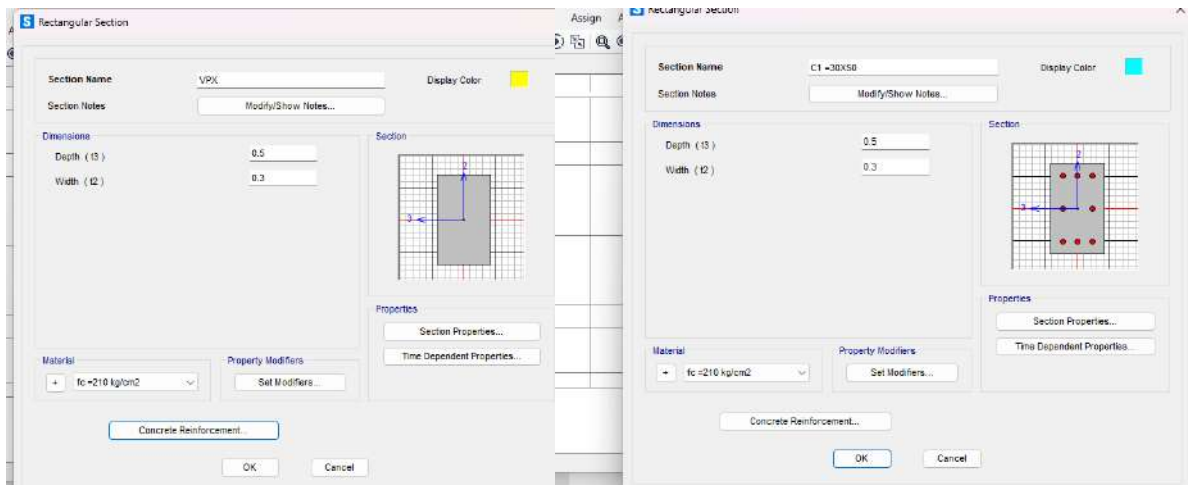 Rectangular Section
Section Name
VPX
Display Color
Section Notes
Modify/Show Notes...
Dimensions
Depth ( t3 )
0.5
Width ( t2 )
0.3
Section
2
3
Properties
Section Properties...
Time Dependent Properties...
Material
+
fc =210 kg/cm2
Property Modifiers
Set Modifiers...
Concrete Reinforcement...
OK
Cancel
Assign
Rectangular Section
Section Name
C1 =30X50
Display Color
Section Notes
Modify/Show Notes...
Dimensions
Depth ( t3 )
0.5
Width ( t2 )
0.3
Section
2
3
Properties
Section Properties...
Time Dependent Properties...
Material
+
fc =210 kg/cm2
Property Modifiers
Set Modifiers...
Concrete Reinforcement...
OK
Cancel